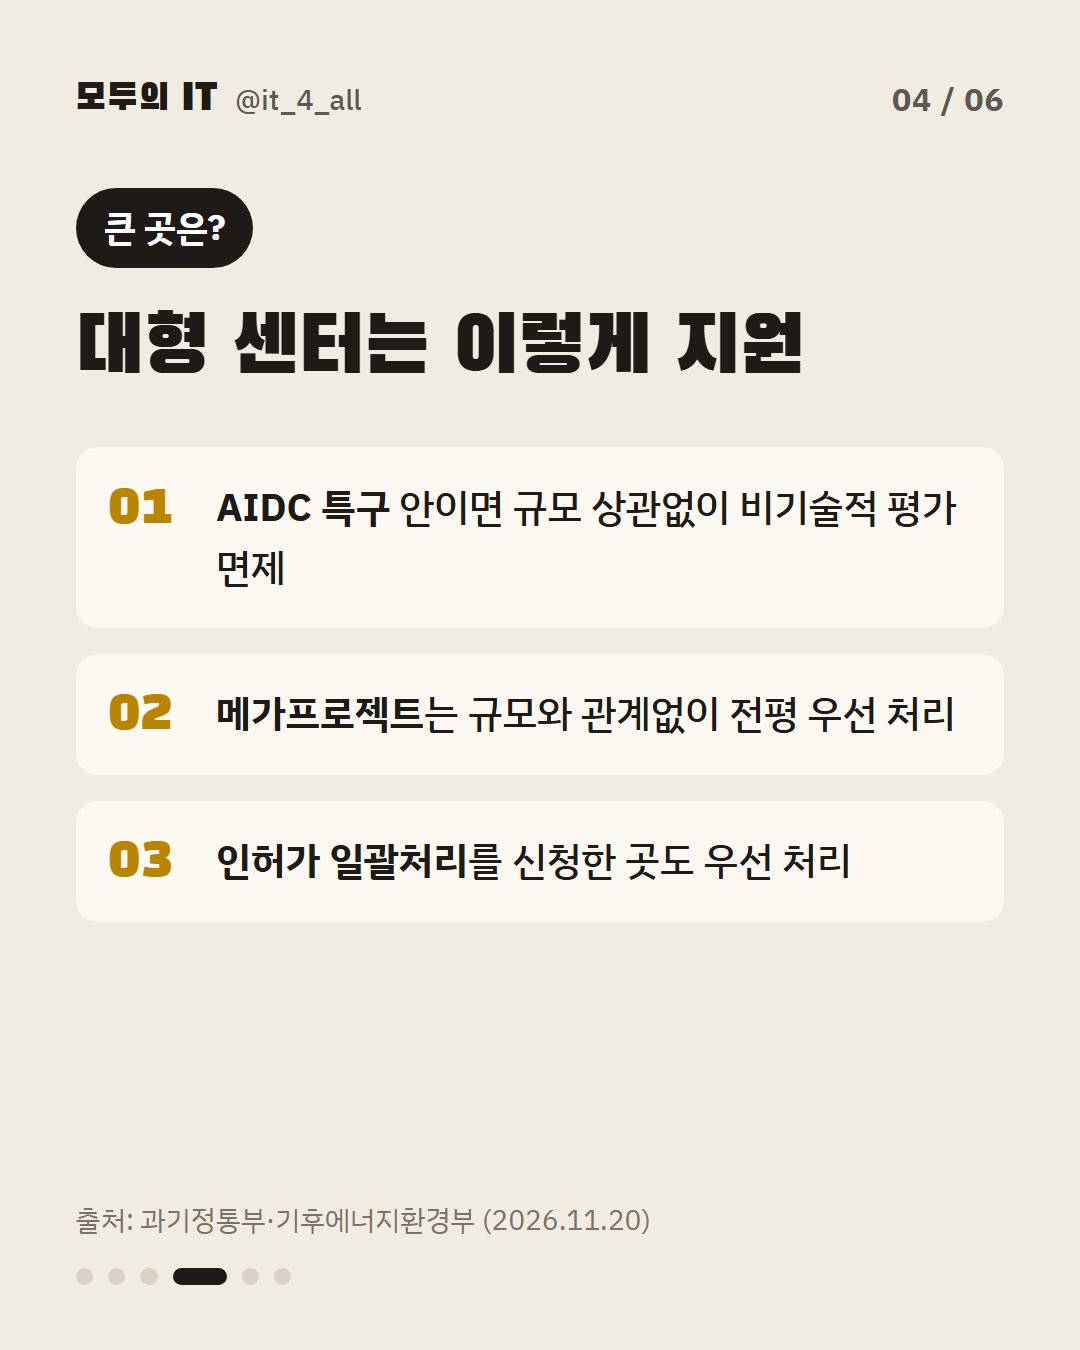 모두의 IT @it_4_all
04 / 06
큰 곳은?
대형 센터는 이렇게 지원
01 AIDC 특구 안이면 규모 상관없이 비기술적 평가
면제
02 메가프로젝트는 규모와 관계없이 전평 우선 처리
03 인허가 일괄처리를 신청한 곳도 우선 처리
출처: 과기정통부·기후에너지환경부 (2026.11.20)